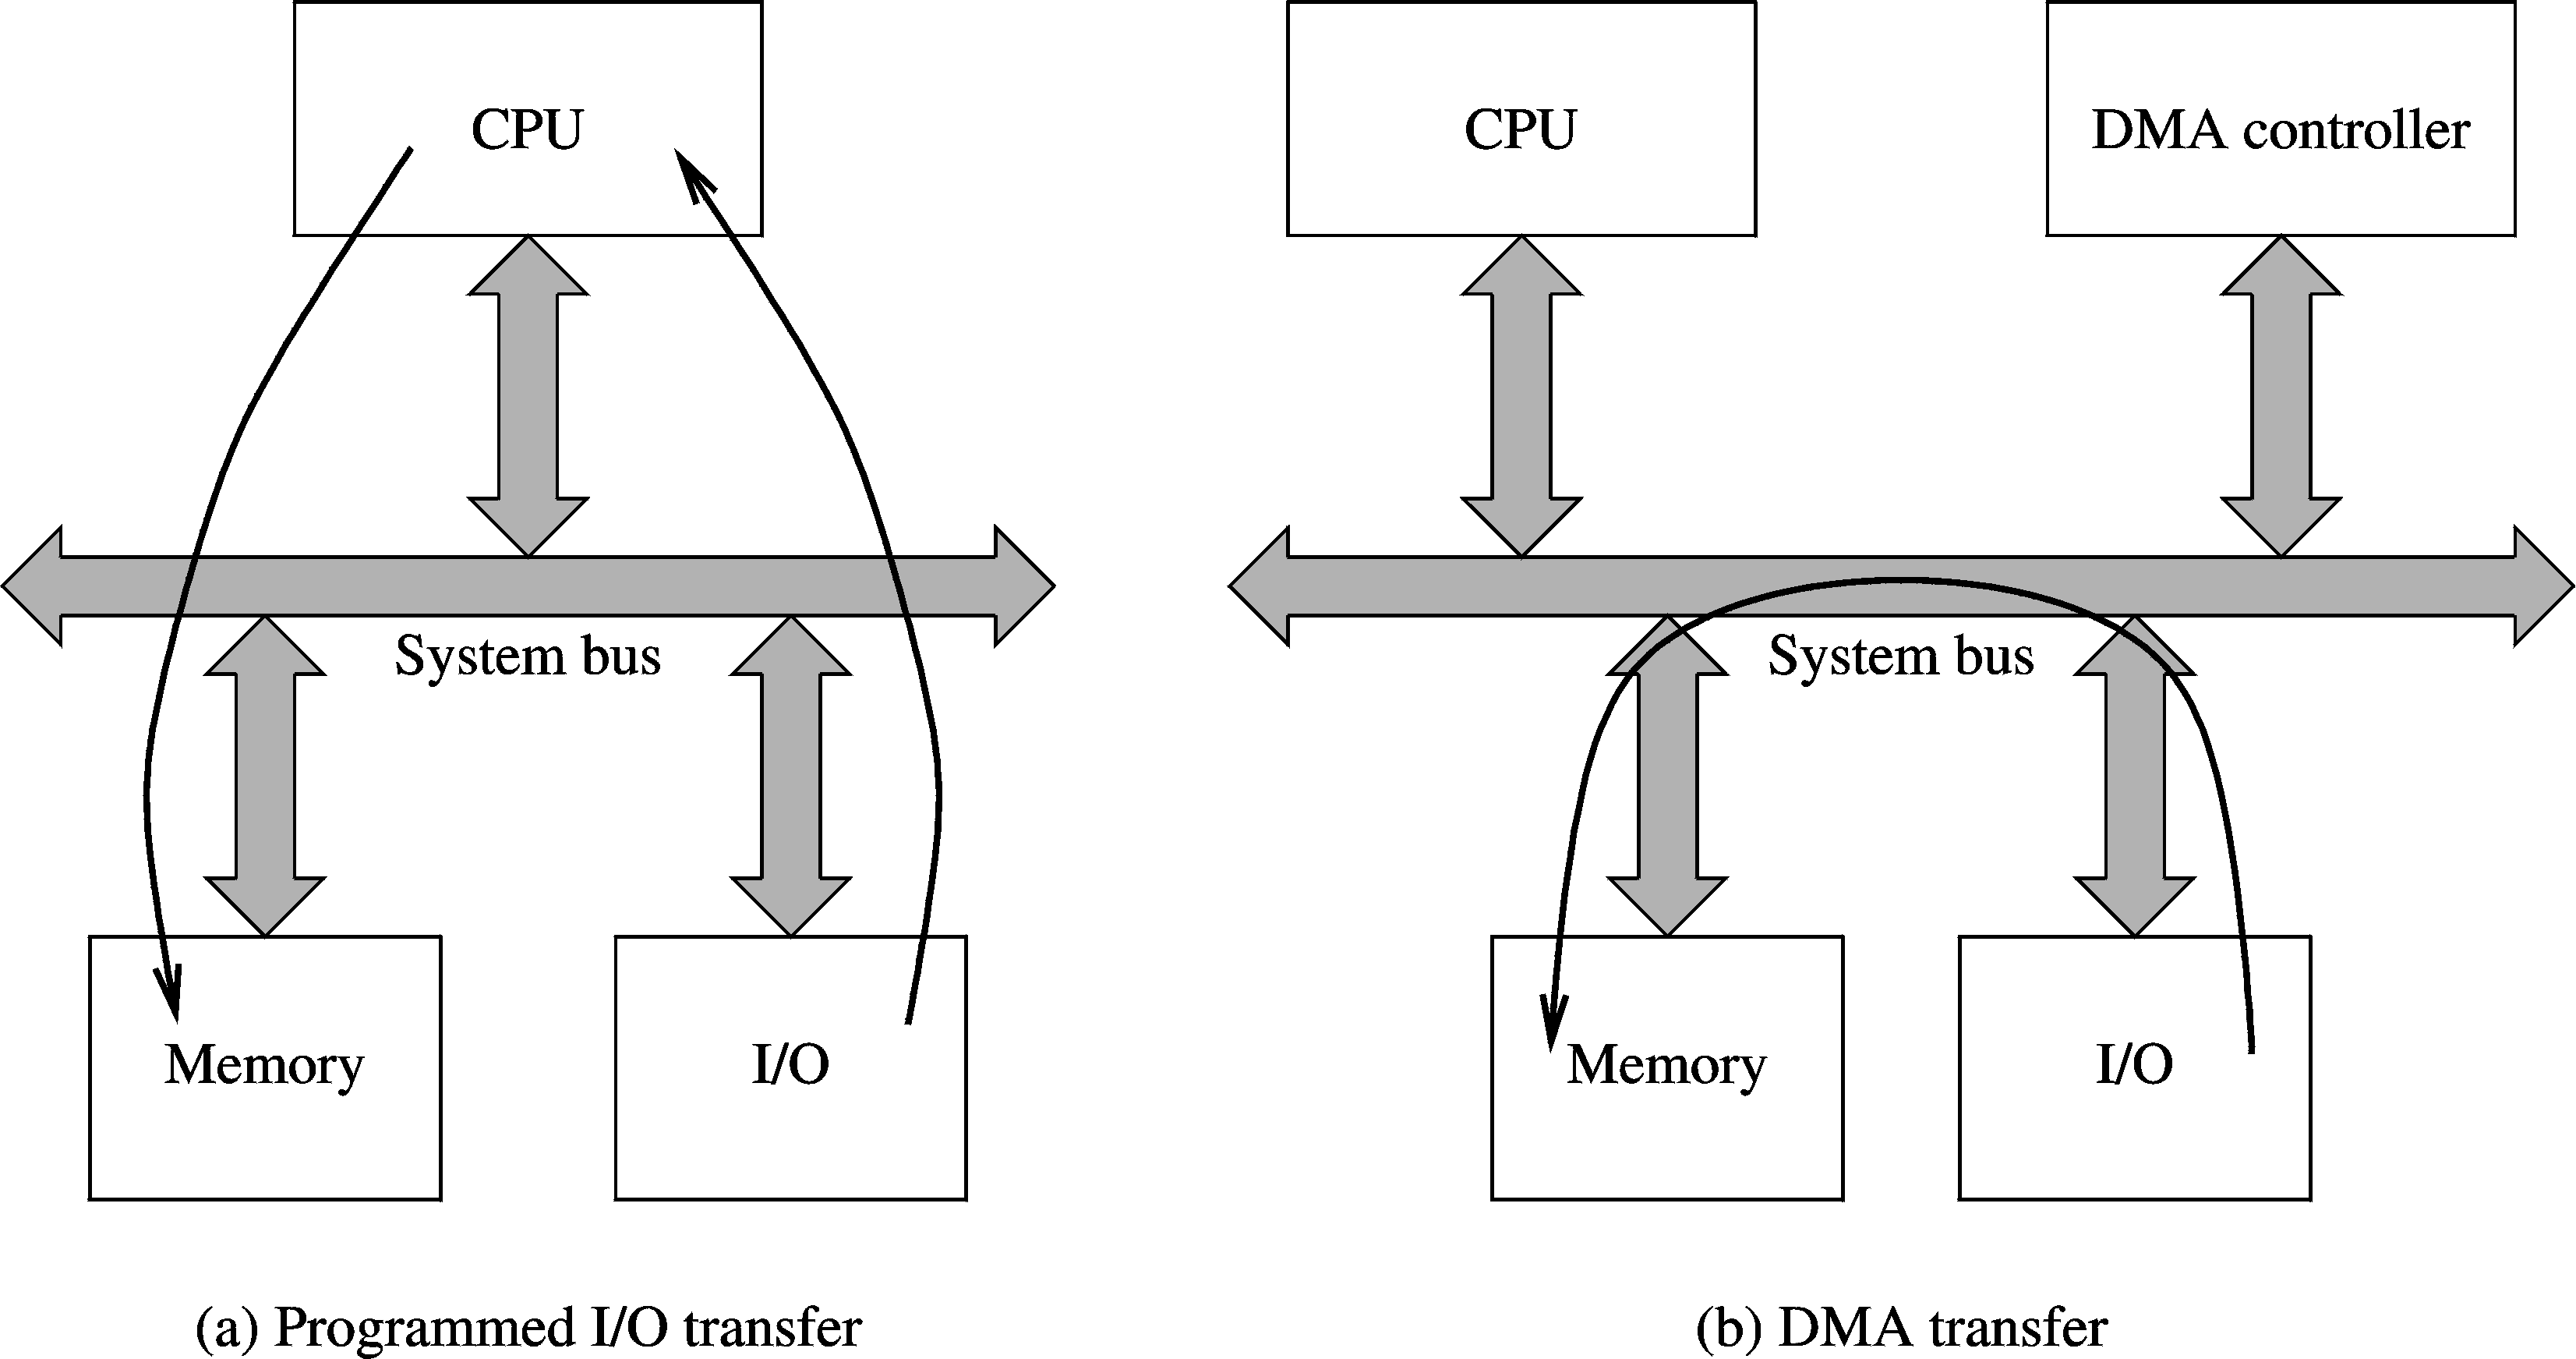 CPU
System bus
Memory
I/O
(a) Programmed I/O transfer
CPU
DMA controller
System bus
Memory
I/O
(b) DMA transfer